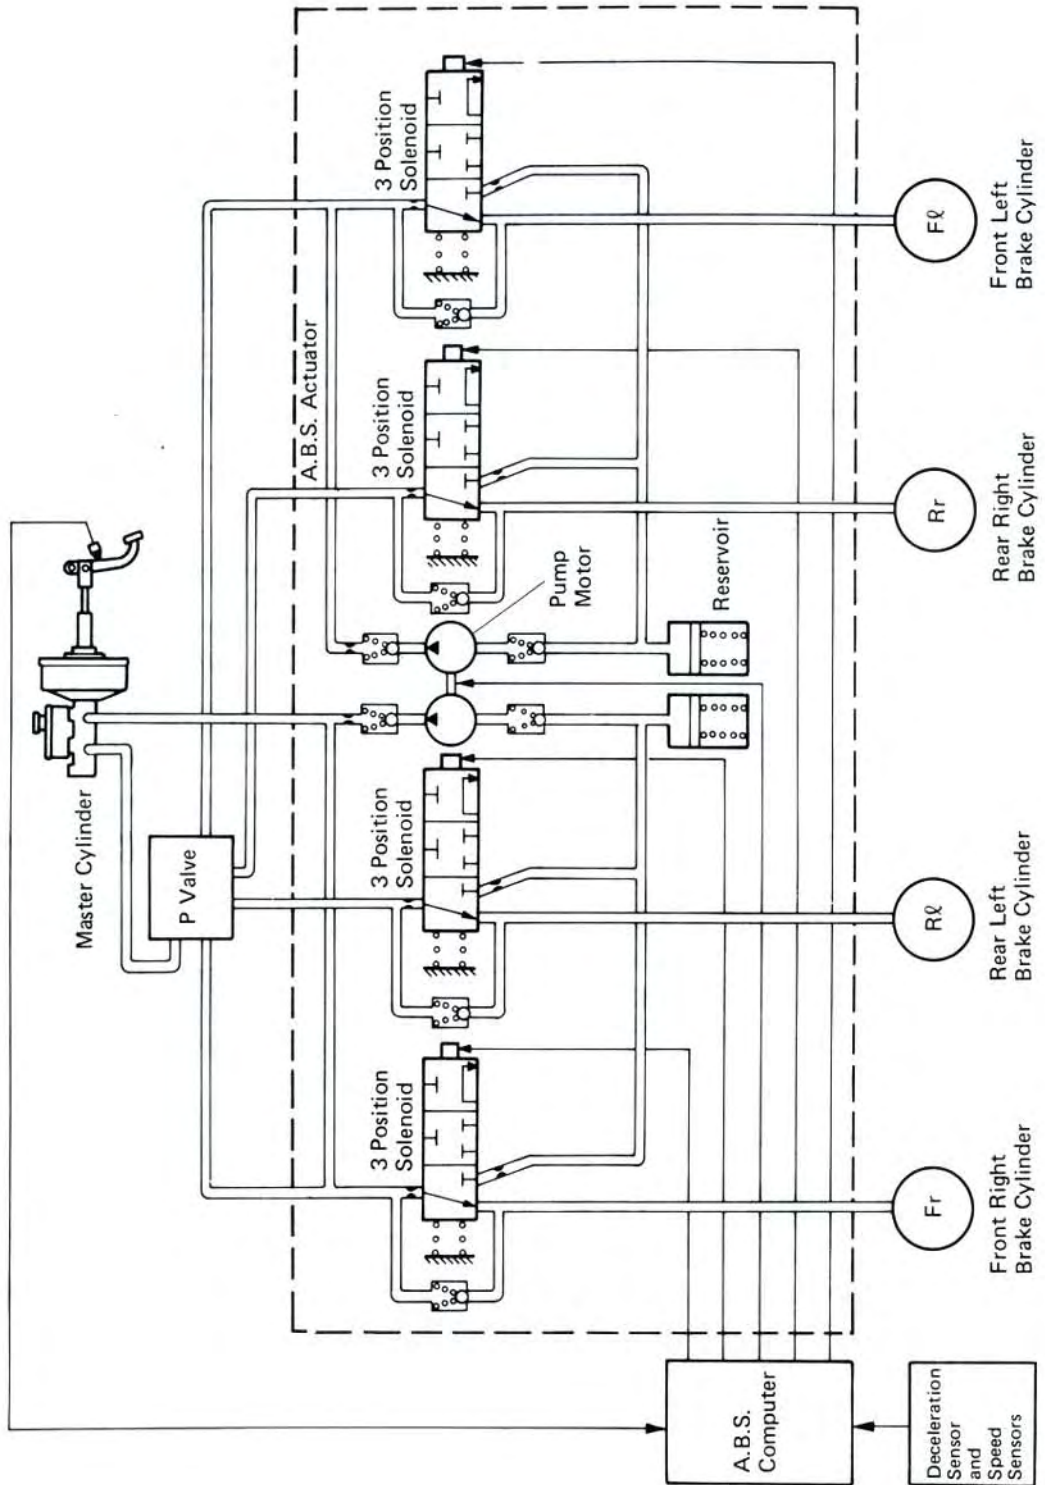 Master Cylinder
P Valve
A.B.S. Actuator
3 Position
Solenoid
3 Position
Solenoid
3 Position
Solenoid
3 Position
Solenoid
Pump
Motor
Reservoir
A.B.S.
Computer
Deceleration
Sensor
and
Speed
Sensors
Fr
Rℓ
Rr
Fℓ
Front Right
Brake Cylinder
Rear Left
Brake Cylinder
Rear Right
Brake Cylinder
Front Left
Brake Cylinder